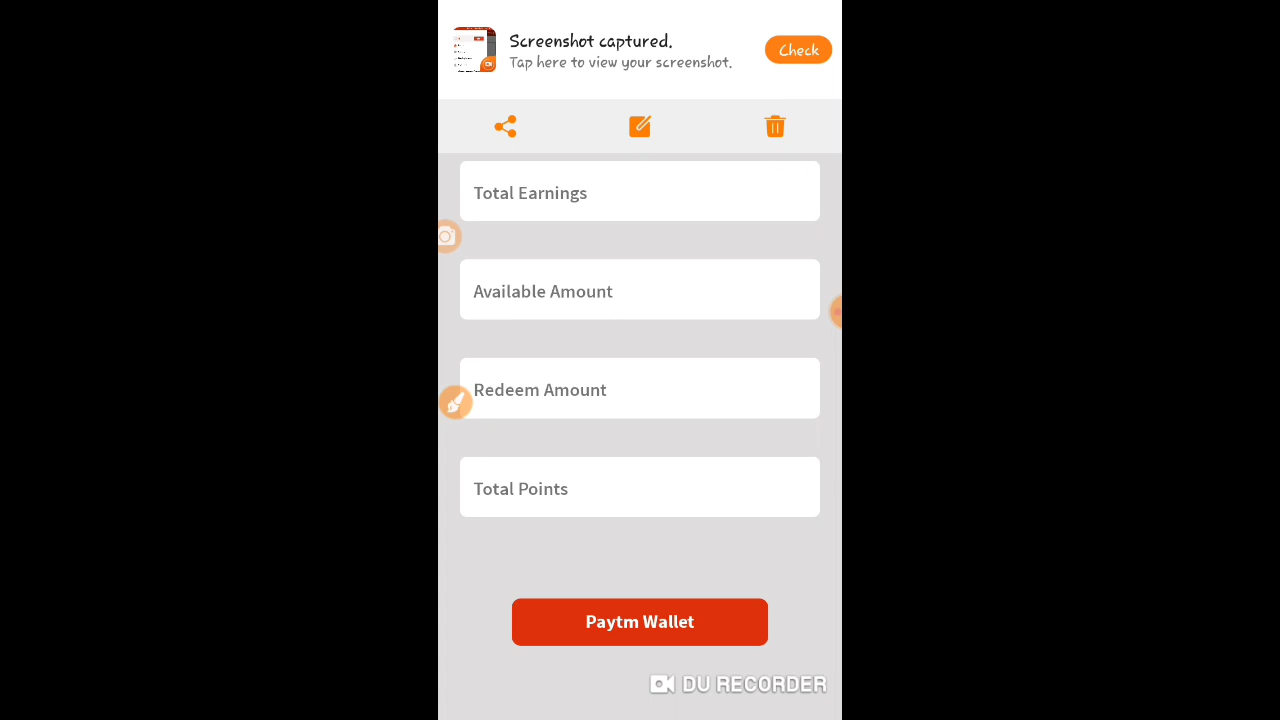 Screenshot captured.
Tap here to view your screenshot.
Check
Total Earnings
Available Amount
Redeem Amount
Total Points
Paytm Wallet
DU RECORDER